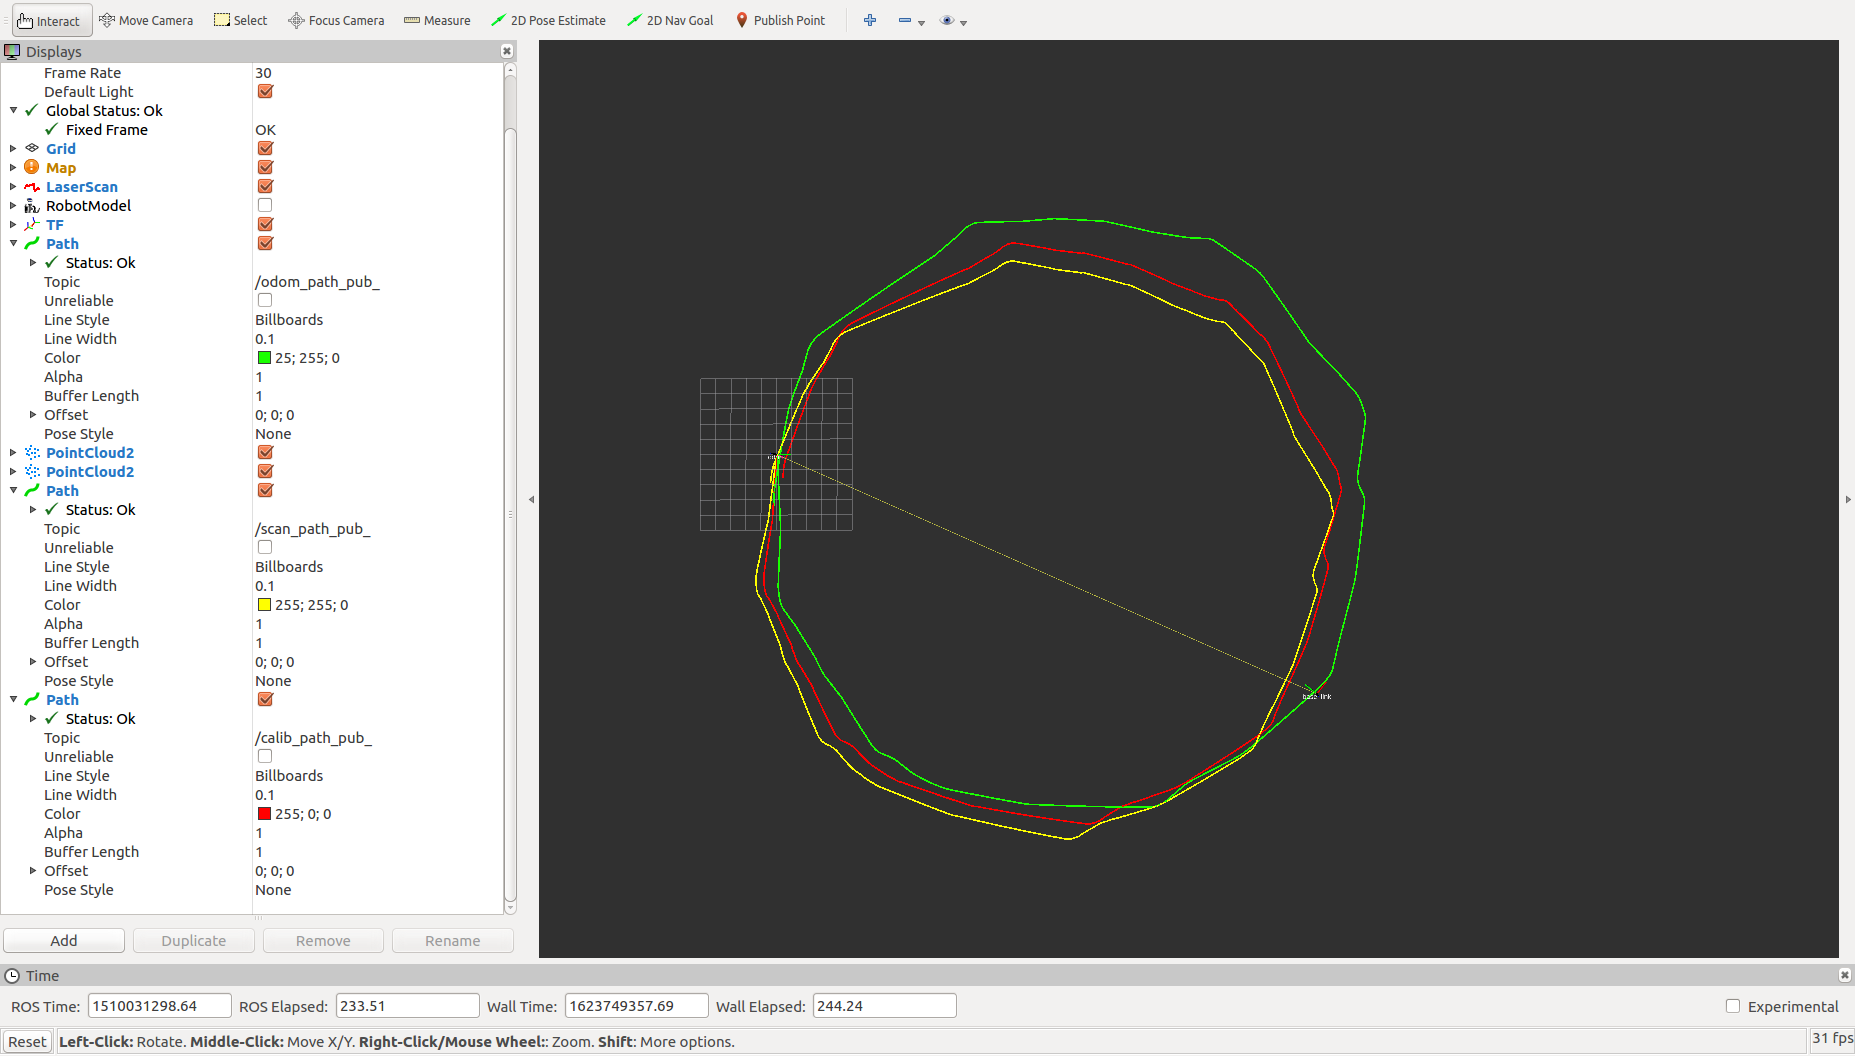 Interact Move Camera Select Focus Camera Measure 2D Pose Estimate 2D Nav Goal Publish Point
Displays
Frame Rate 30
Default Light
Global Status: Ok
Fixed Frame OK
Grid
Map
LaserScan
RobotModel
TF
Path
Status: Ok
Topic /odom_path_pub_
Unreliable
Line Style Billboards
Line Width 0.1
Color 25; 255; 0
Alpha 1
Buffer Length 1
Offset 0; 0; 0
Pose Style None
PointCloud2
PointCloud2
Path
Status: Ok
Topic /scan_path_pub_
Unreliable
Line Style Billboards
Line Width 0.1
Color 255; 255; 0
Alpha 1
Buffer Length 1
Offset 0; 0; 0
Pose Style None
Path
Status: Ok
Topic /calib_path_pub_
Unreliable
Line Style Billboards
Line Width 0.1
Color 255; 0; 0
Alpha 1
Buffer Length 1
Offset 0; 0; 0
Pose Style None
Add Duplicate Remove Rename
base_link
Time
ROS Time: 1510031298.64 ROS Elapsed: 233.51 Wall Time: 1623749357.69 Wall Elapsed: 244.24 Experimental
Reset Left-Click: Rotate. Middle-Click: Move X/Y. Right-Click/Mouse Wheel:: Zoom. Shift: More options. 31 fps